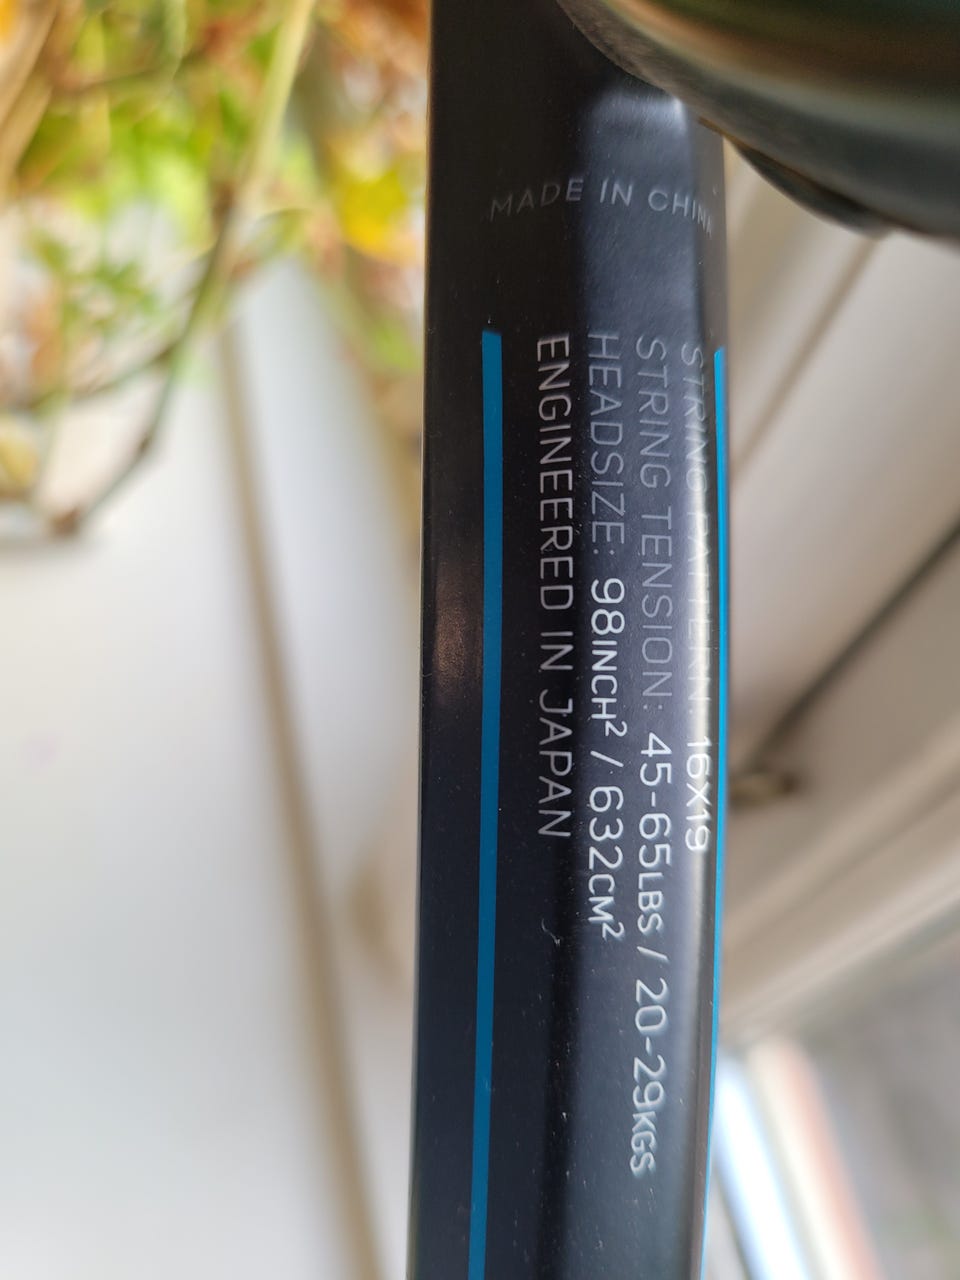 MADE IN CHINA
STRING PATTERN: 16X19
STRING TENSION: 45-65LBS / 20-29KGS
HEADSIZE: 98INCH² / 632CM²
ENGINEERED IN JAPAN